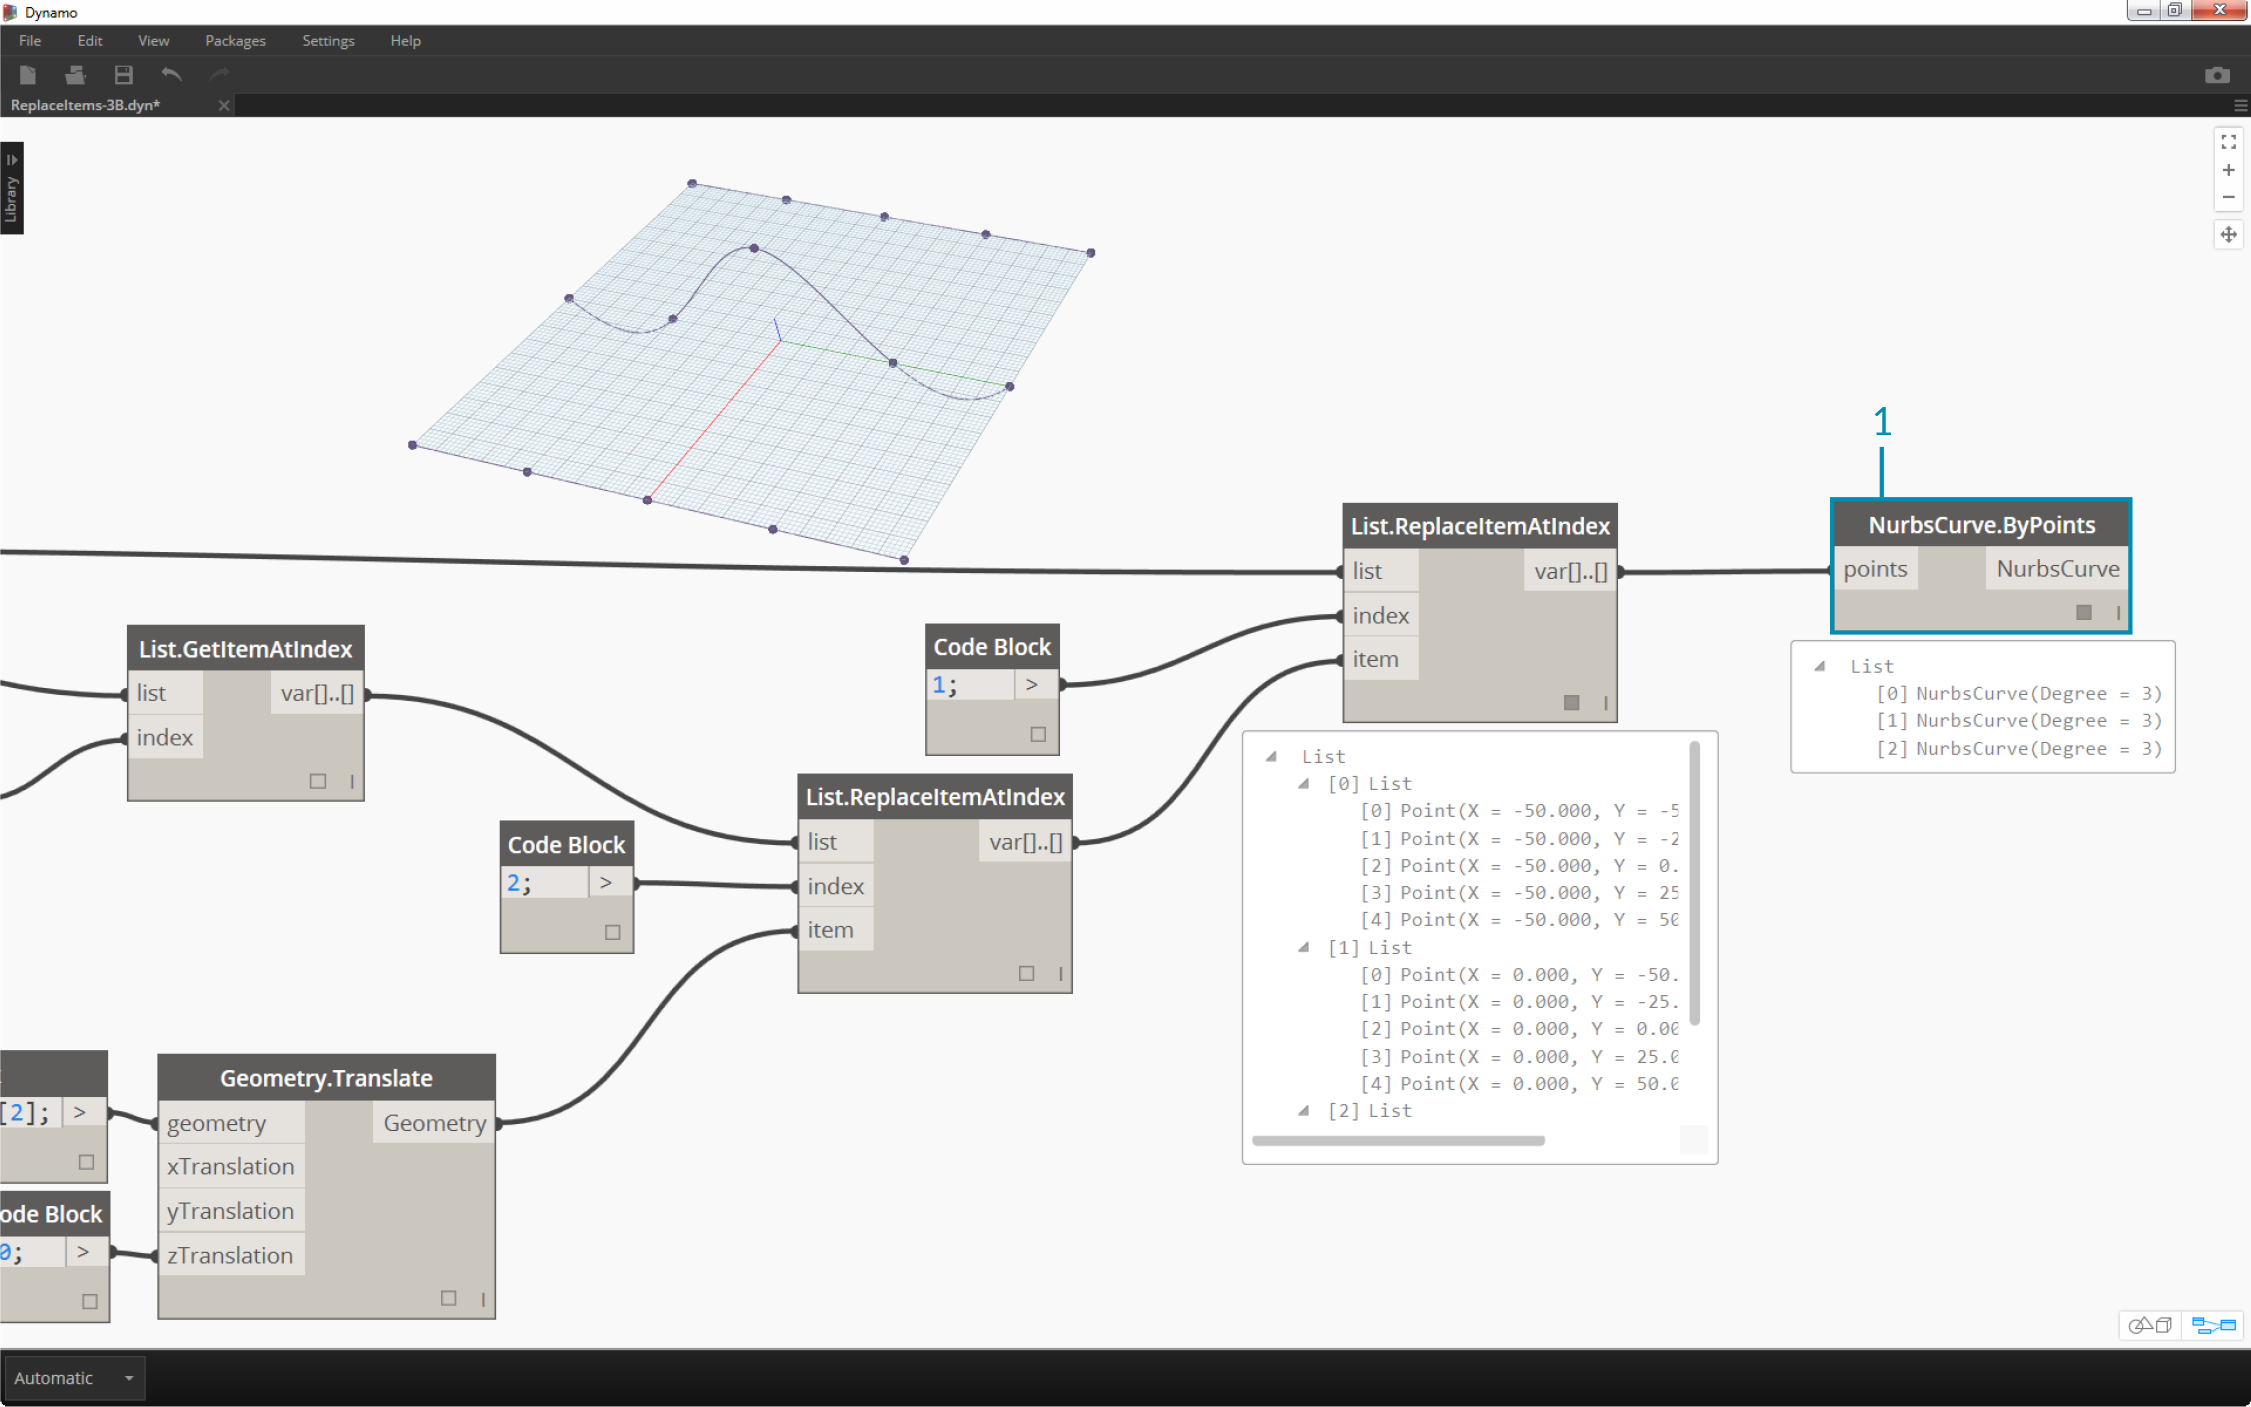 Dynamo
File Edit View Packages Settings Help
ReplaceItems-3B.dyn*
Library
1
List.ReplaceItemAtIndex
list var[]..[]
index
item
NurbsCurve.ByPoints
points NurbsCurve
List
[0] NurbsCurve(Degree = 3)
[1] NurbsCurve(Degree = 3)
[2] NurbsCurve(Degree = 3)
List.GetItemAtIndex
list var[]..[]
index
Code Block
1; >
List.ReplaceItemAtIndex
list var[]..[]
index
item
Code Block
2; >
List
[0] List
[0] Point(X = -50.000, Y = -5
[1] Point(X = -50.000, Y = -2
[2] Point(X = -50.000, Y = 0.
[3] Point(X = -50.000, Y = 25
[4] Point(X = -50.000, Y = 50
[1] List
[0] Point(X = 0.000, Y = -50.
[1] Point(X = 0.000, Y = -25.
[2] Point(X = 0.000, Y = 0.00
[3] Point(X = 0.000, Y = 25.0
[4] Point(X = 0.000, Y = 50.0
[2] List
[2]; >
Geometry.Translate
geometry Geometry
xTranslation
yTranslation
zTranslation
ode Block
0; >
Automatic